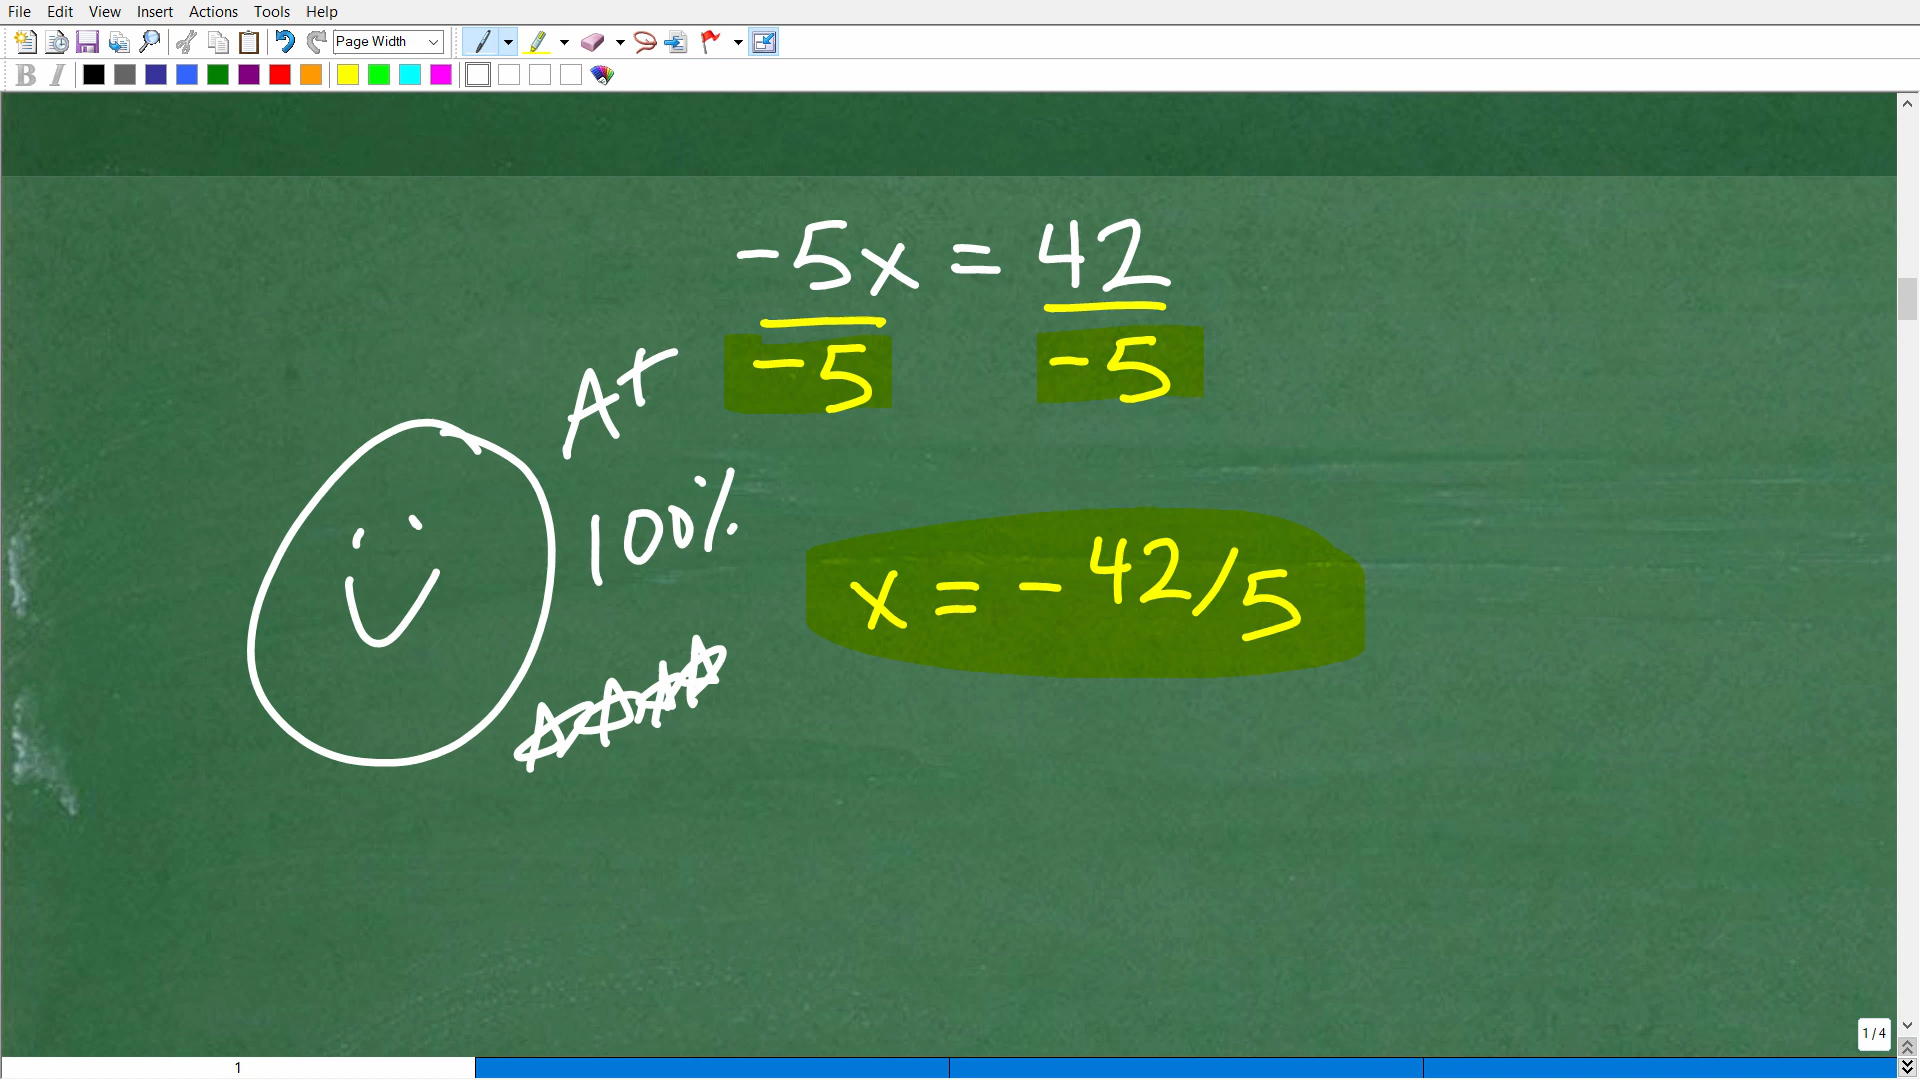 File Edit View Insert Actions Tools Help
Page Width
B I
-5x = 42
-5 -5
A+
100%
x = - 42/5
1 / 4
1